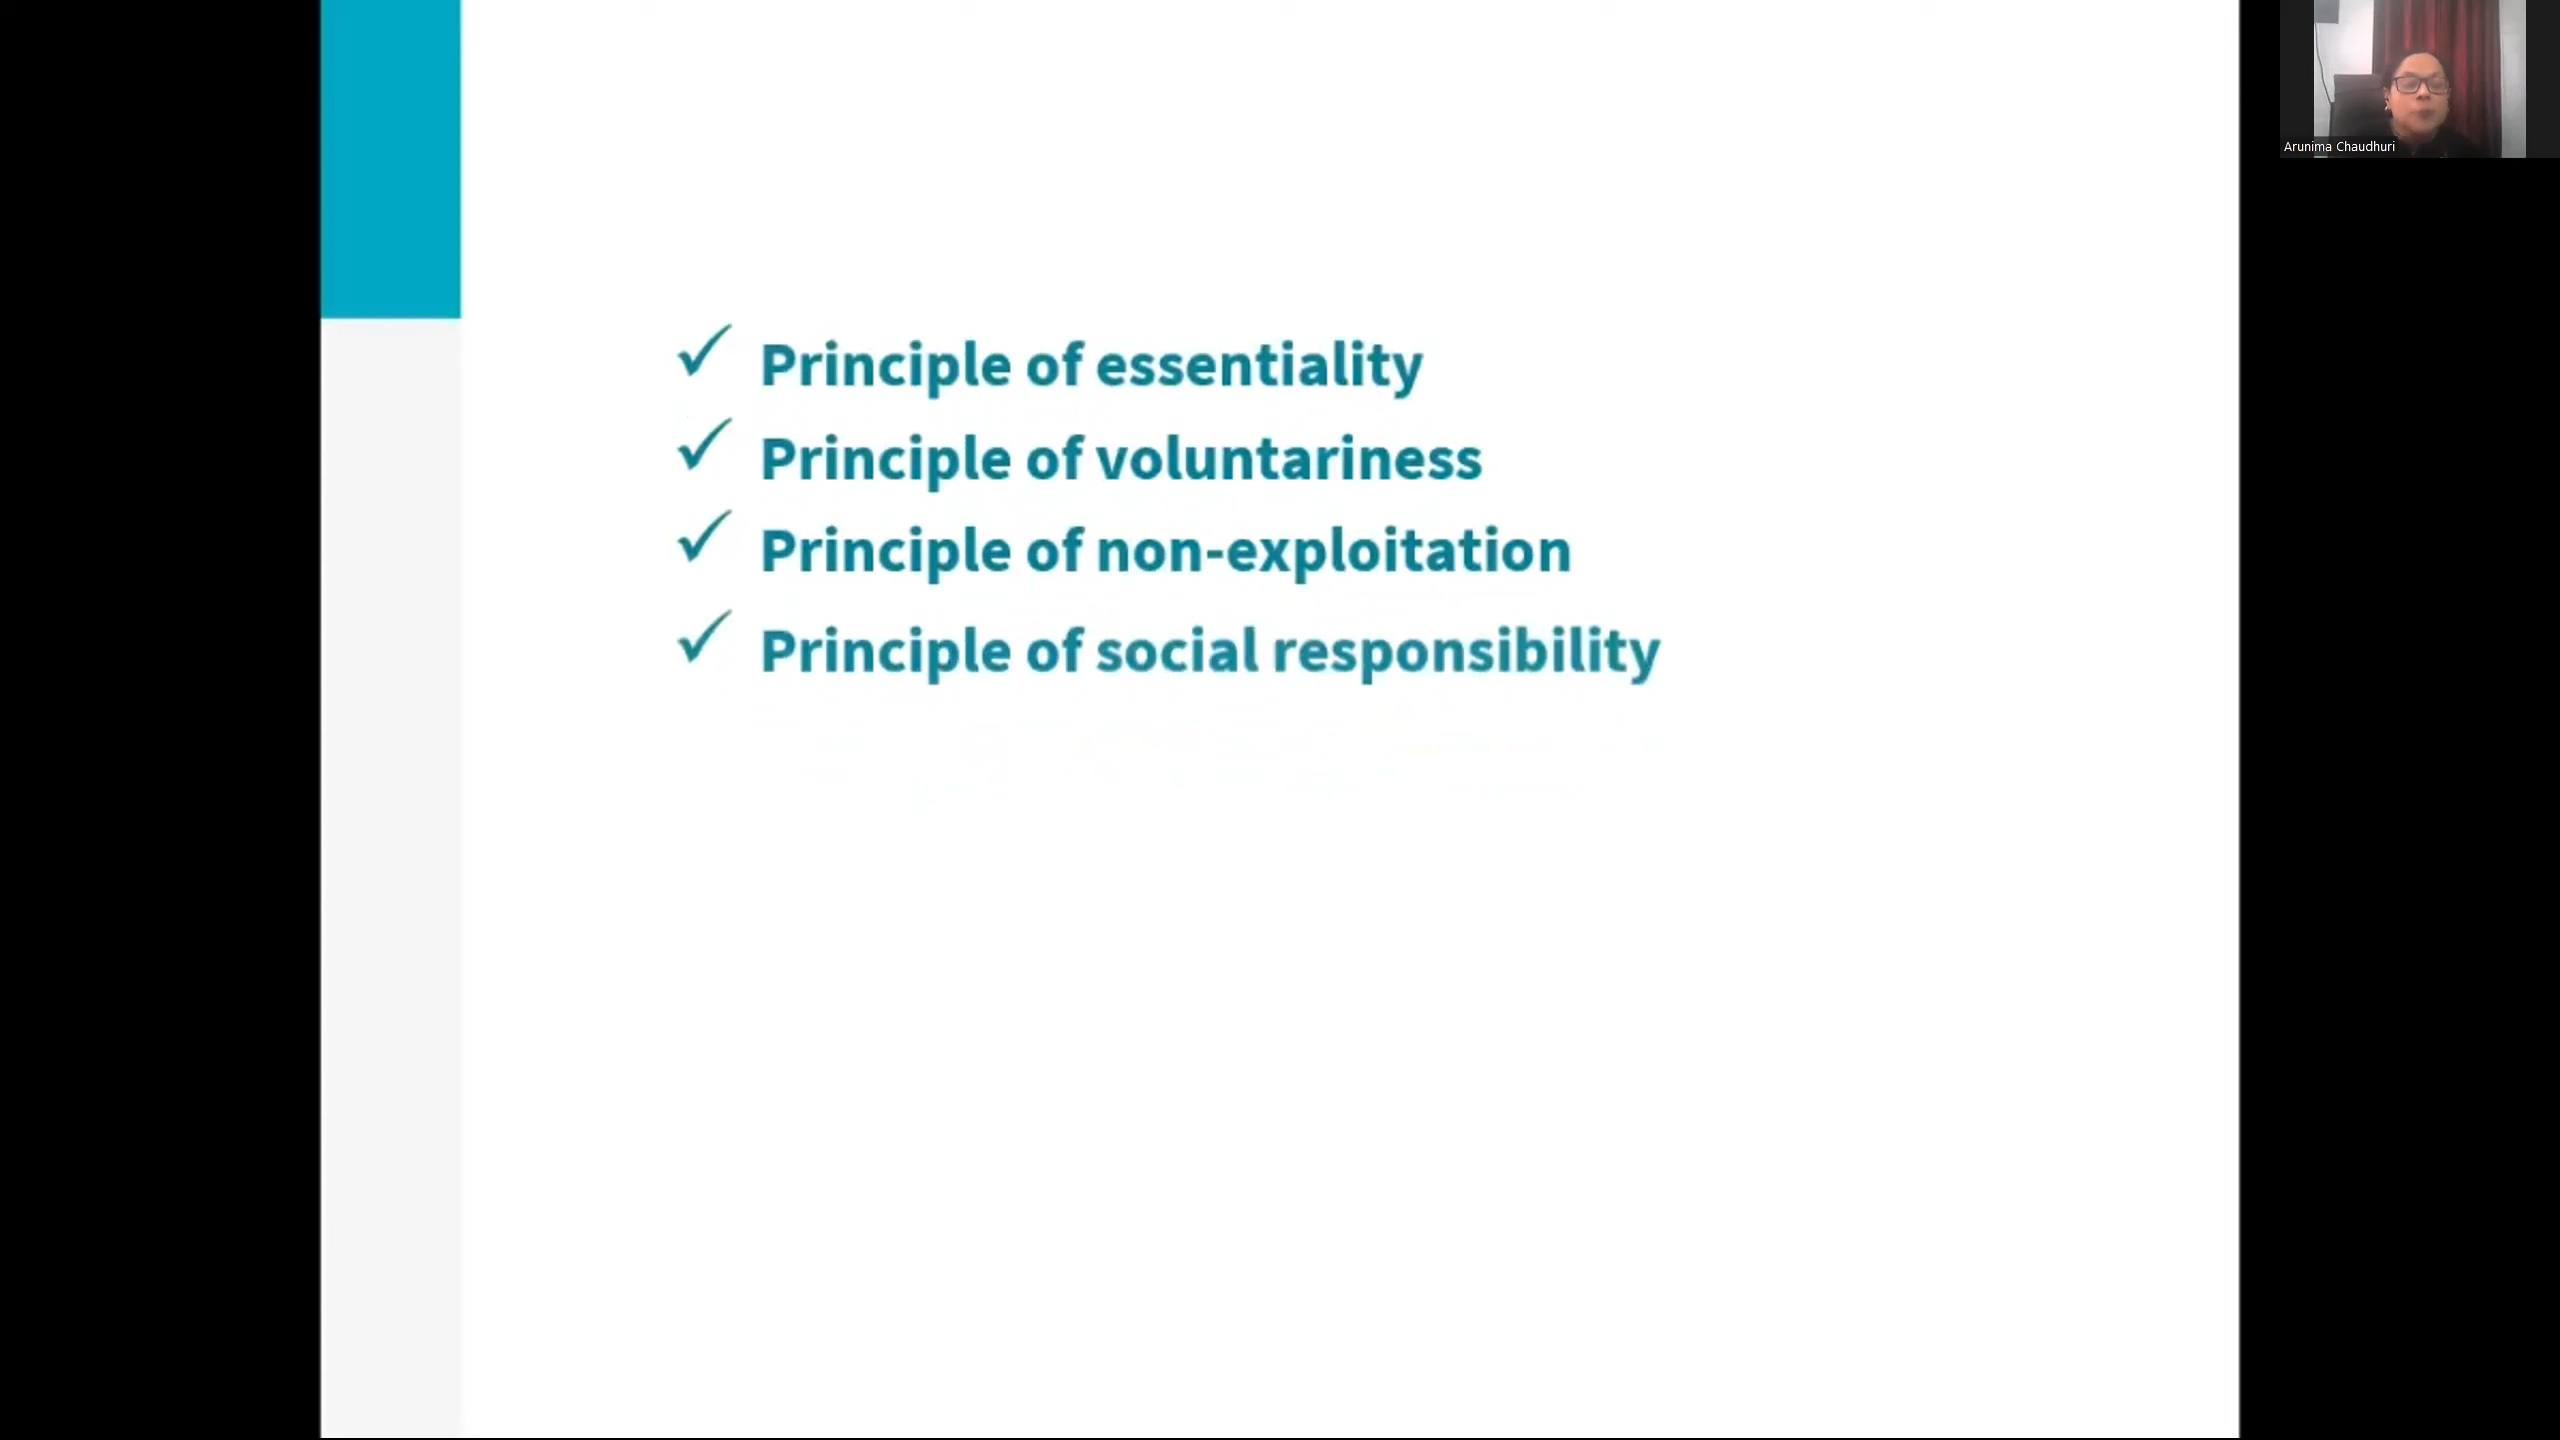 Principle of essentiality
Principle of voluntariness
Principle of non-exploitation
Principle of social responsibility
Arunima Chaudhuri